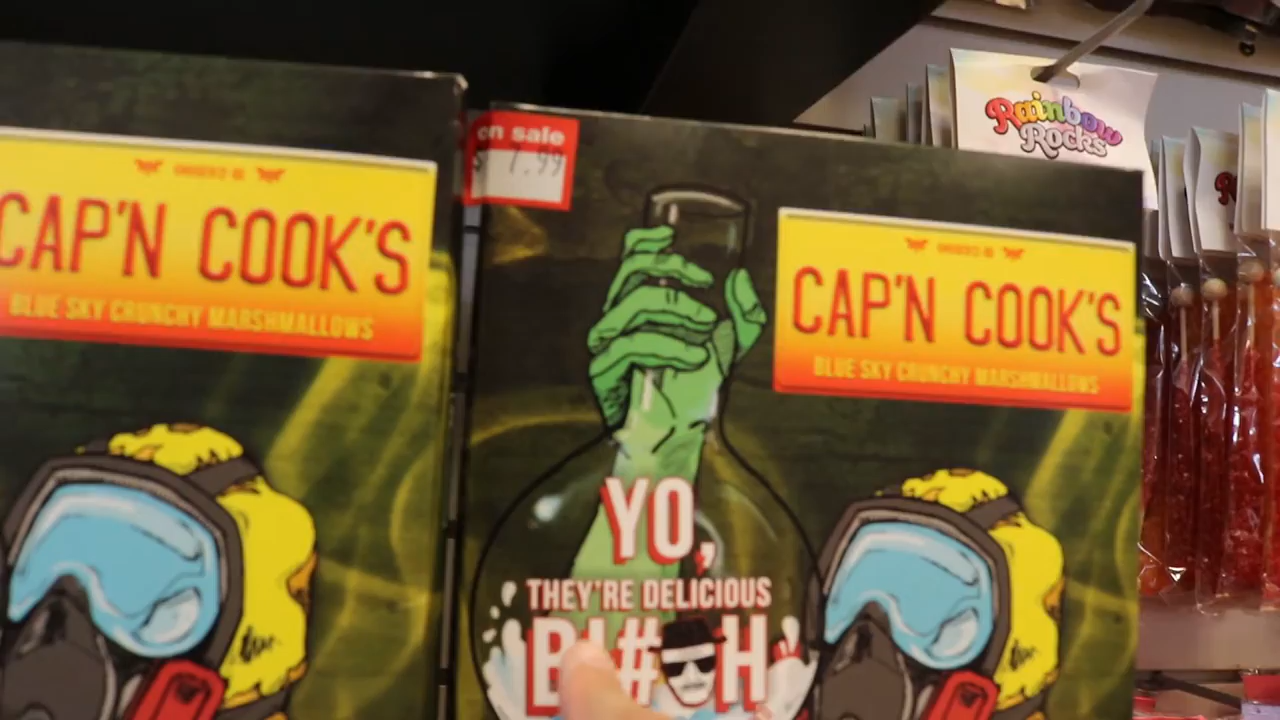 CAP'N COOK'S
BLUE SKY CRUNCHY MARSHMALLOWS
on sale
$ 7.99
CAP'N COOK'S
BLUE SKY CRUNCHY MARSHMALLOWS
YO,
THEY'RE DELICIOUS
B!# H
Rainbow
Rocks